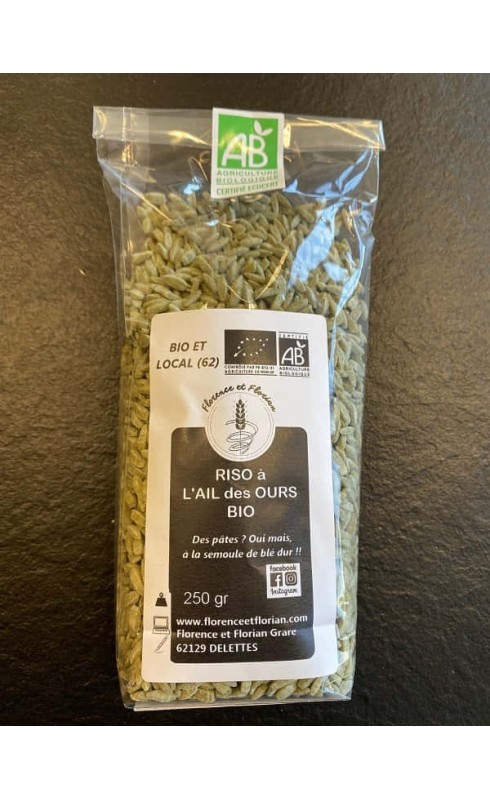 AB
AGRICULTURE
BIOLOGIQUE
CERTIFIÉ ECOCERT
BIO ET
LOCAL (62)
CERTIFIÉ
AB
AGRICULTURE
BIOLOGIQUE
Florence et Florian
RISO à
L'AIL des OURS
BIO
Des pâtes ? Oui mais,
à la semoule de blé dur !!
facebook
Instagram
250 gr
www.florenceetflorian.com
Florence et Florian Grare
62129 DELETTES